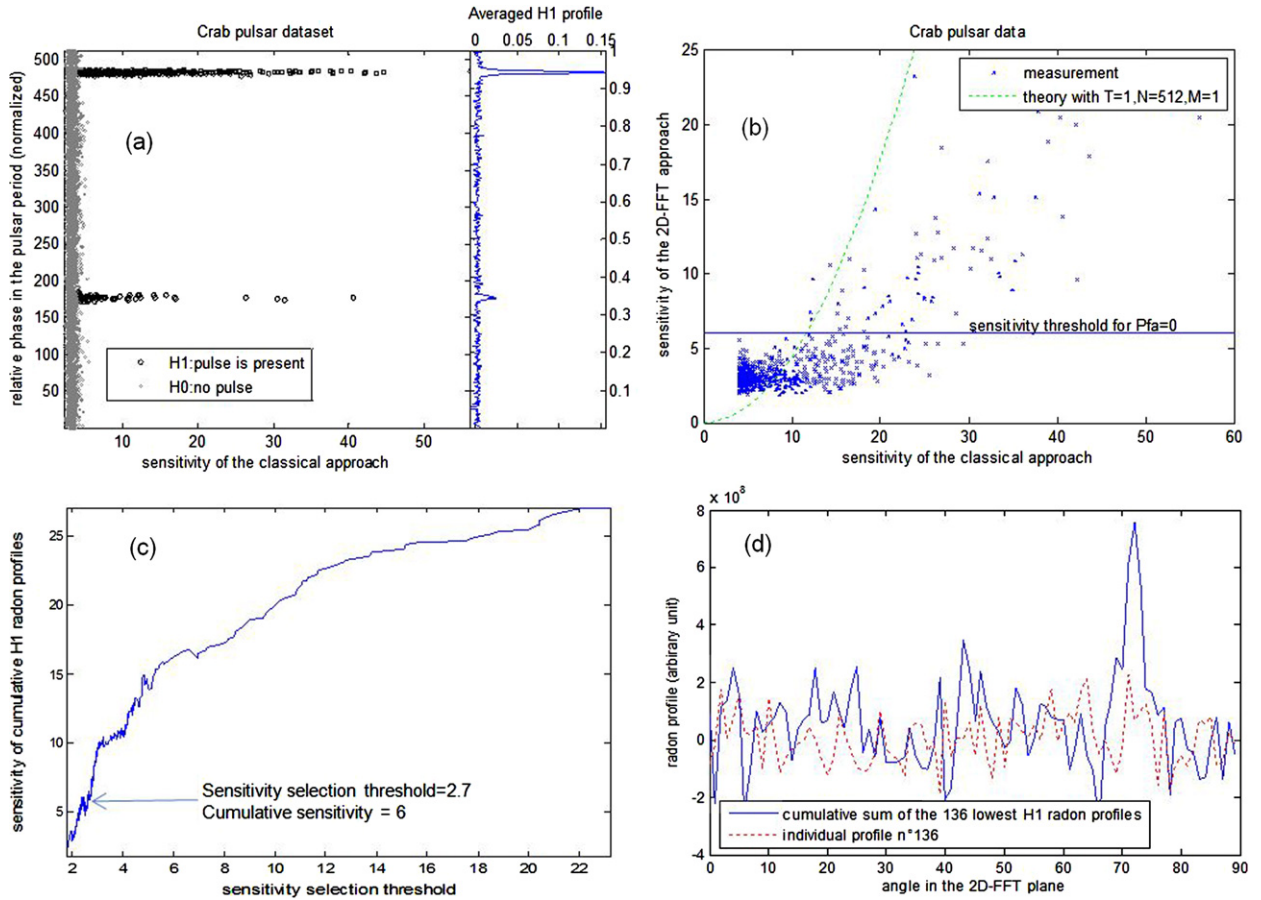 Crab pulsar dataset
Averaged H1 profile
0 0.05 0.1 0.15
relative phase in the pulsar period (normalized)
500
450
400
350
300
250
200
150
100
50
(a)
H1:pulse is present
H0:no pulse
1
0.9
0.8
0.7
0.6
0.5
0.4
0.3
0.2
0.1
10 20 30 40 50
sensitivity of the classical approach
Crab pulsar data
sensitivity of the 2D-FFT approach
25
20
15
10
5
0
(b)
measurement
theory with T=1,N=512,M=1
sensitivity threshold for Pfa=0
0 10 20 30 40 50 60
sensitivity of the classical approach
sensitivity of cumulative H1 radon profiles
25
20
15
10
5
(c)
Sensitivity selection threshold=2.7
Cumulative sensitivity = 6
2 4 6 8 10 12 14 16 18 20 22
sensitivity selection threshold
x 10⁸
radon profile (arbirary unit)
8
6
4
2
0
-2
-4
(d)
cumulative sum of the 136 lowest H1 radon profiles
individual profile n°136
0 10 20 30 40 50 60 70 80 90
angle in the 2D-FFT plane